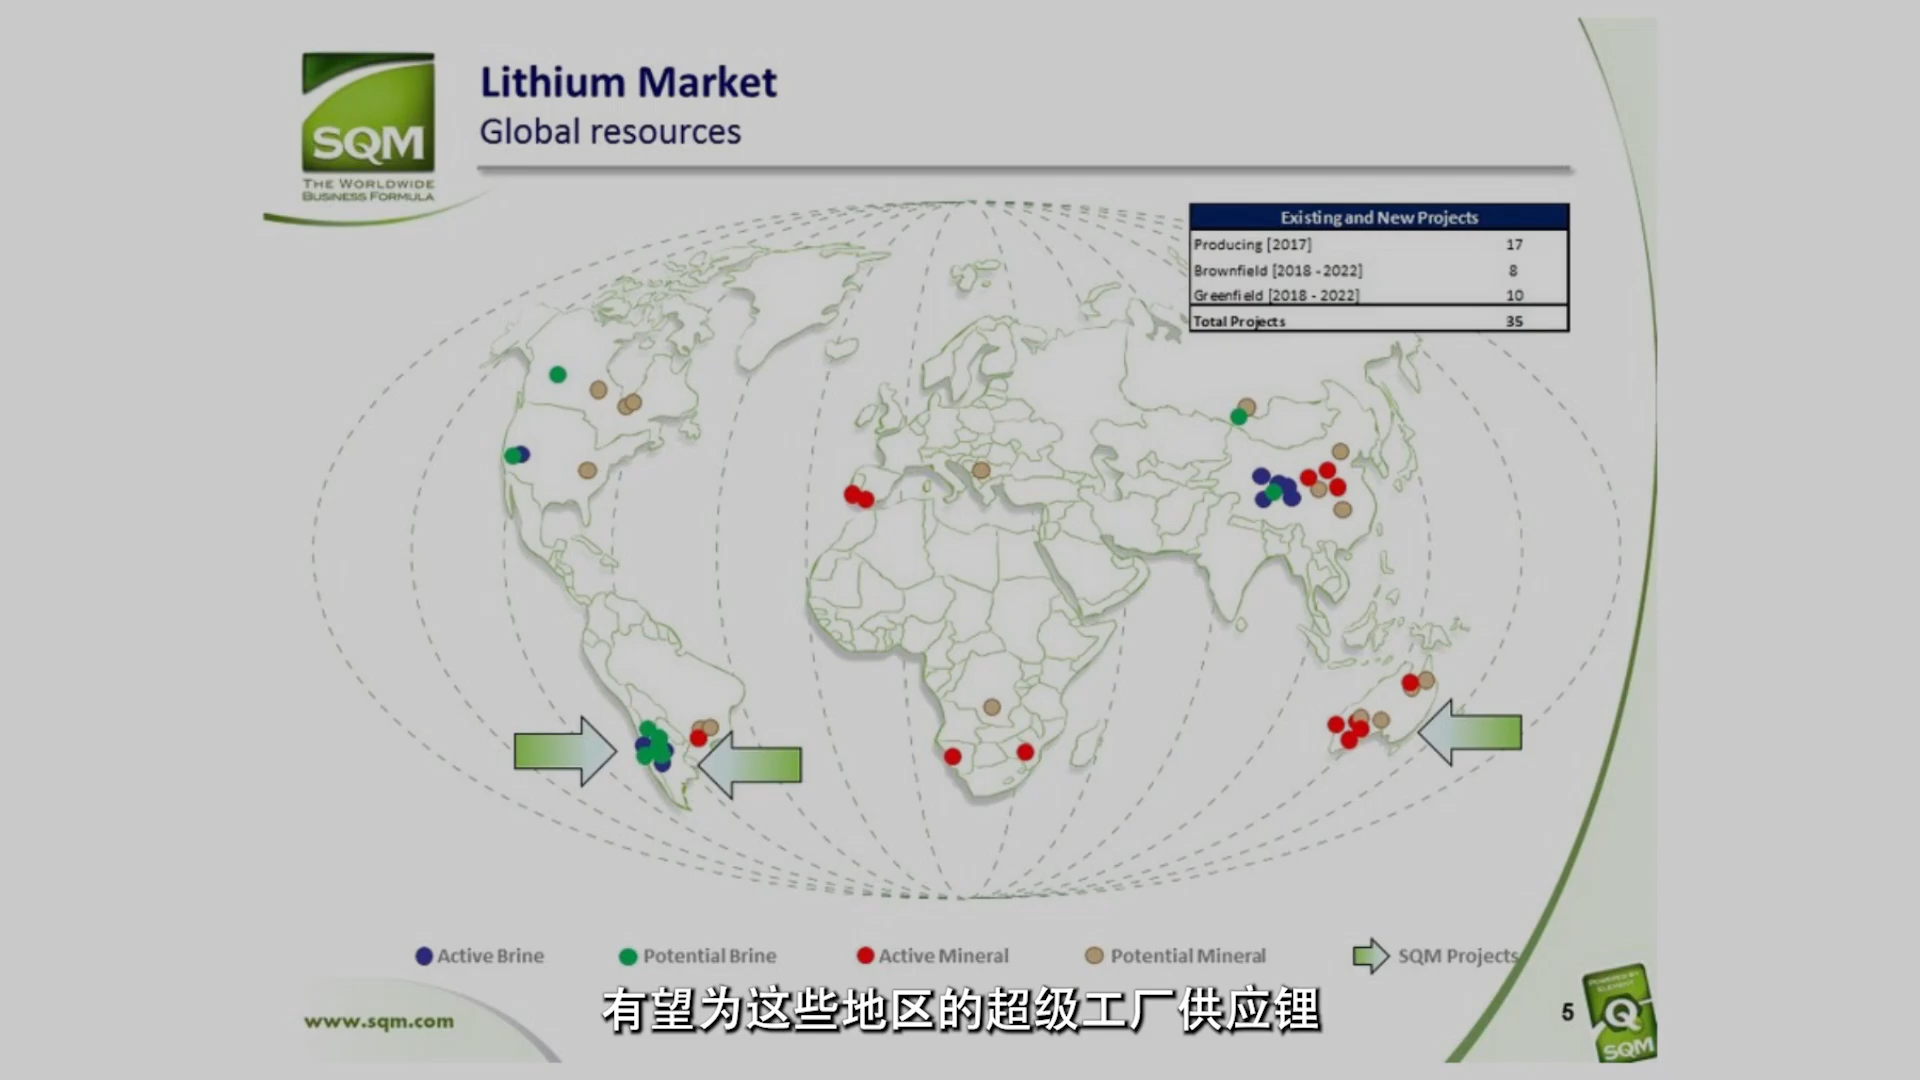 SQM
THE WORLDWIDE
BUSINESS FORMULA
Lithium Market
Global resources
Existing and New Projects
Producing [2017] 17
Brownfield [2018 - 2022] 8
Greenfield [2018 - 2022] 10
Total Projects 35
Active Brine
Potential Brine
Active Mineral
Potential Mineral
SQM Projects
有望为这些地区的超级工厂供应锂
www.sqm.com
5
POWERED BY
ELEMENT
Q
SQM